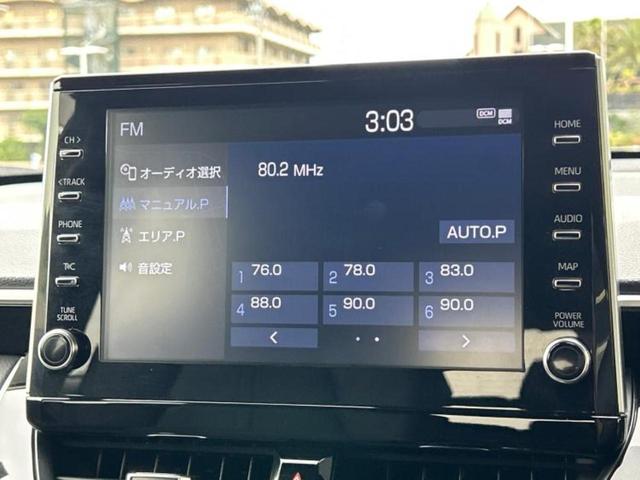 FM
3:03
DCM
DCM
オーディオ選択
80.2 MHz
マニュアル.P
エリア.P
AUTO.P
音設定
1 76.0
2 78.0
3 83.0
4 88.0
5 90.0
6 90.0
<
>
CH >
< TRACK
PHONE
TUNE
SCROLL
HOME
MENU
AUDIO
MAP
POWER
VOLUME